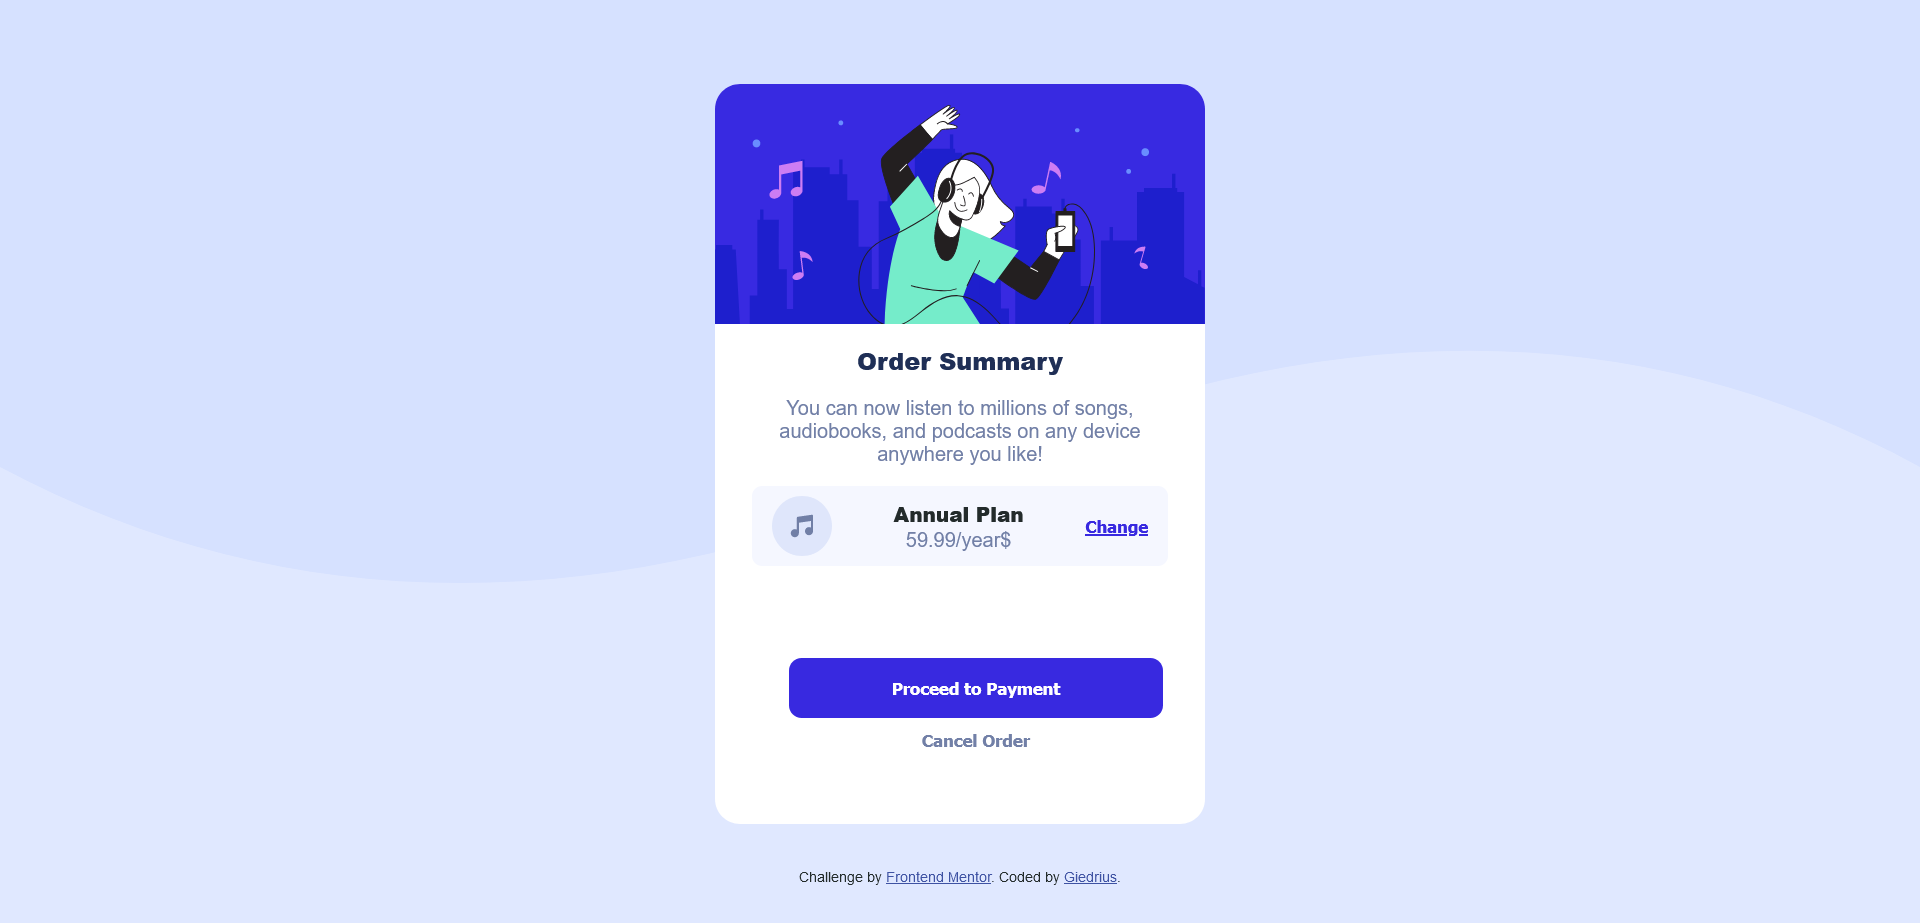 Order Summary
You can now listen to millions of songs,
audiobooks, and podcasts on any device
anywhere you like!
Annual Plan
59.99/year$
Change
Proceed to Payment
Cancel Order
Challenge by Frontend Mentor. Coded by Giedrius.